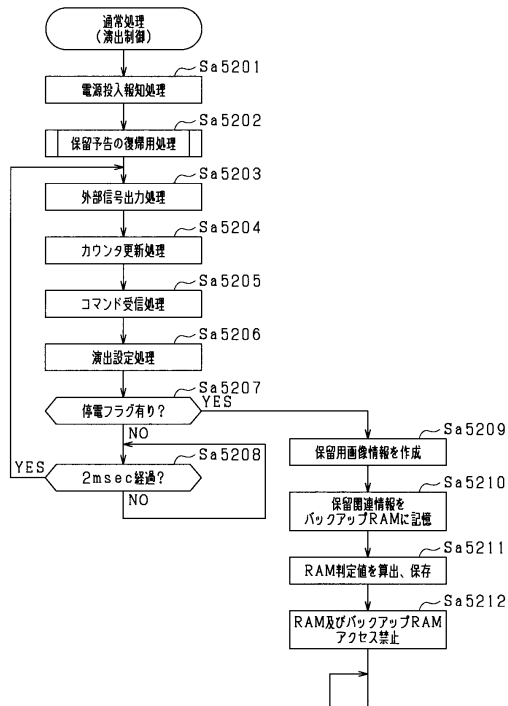 通常処理
(演出制御)
Sa5201
電源投入報知処理
Sa5202
保留予告の復帰用処理
Sa5203
外部信号出力処理
Sa5204
カウンタ更新処理
Sa5205
コマンド受信処理
Sa5206
演出設定処理
Sa5207
停電フラグ有り?
YES
NO
Sa5208
YES
2msec経過?
NO
Sa5209
保留用画像情報を作成
Sa5210
保留関連情報を
バックアップRAMに記憶
Sa5211
RAM判定値を算出、保存
Sa5212
RAM及びバックアップRAM
アクセス禁止